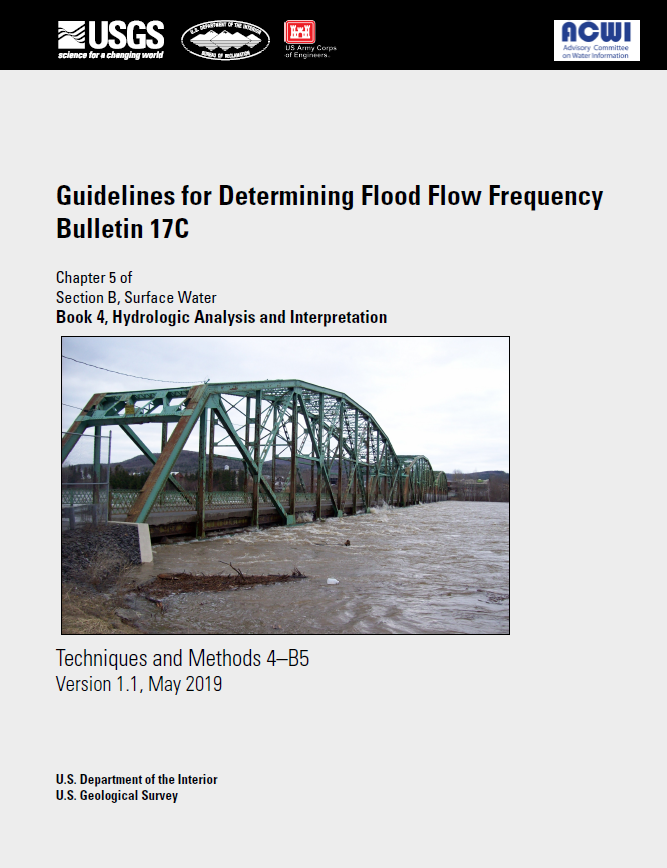 USGS
science for a changing world
U.S. DEPARTMENT OF THE INTERIOR
BUREAU OF RECLAMATION
US Army Corps
of Engineers.
ACWI
Advisory Committee
on Water Information
Guidelines for Determining Flood Flow Frequency
Bulletin 17C
Chapter 5 of
Section B, Surface Water
Book 4, Hydrologic Analysis and Interpretation
Techniques and Methods 4–B5
Version 1.1, May 2019
U.S. Department of the Interior
U.S. Geological Survey